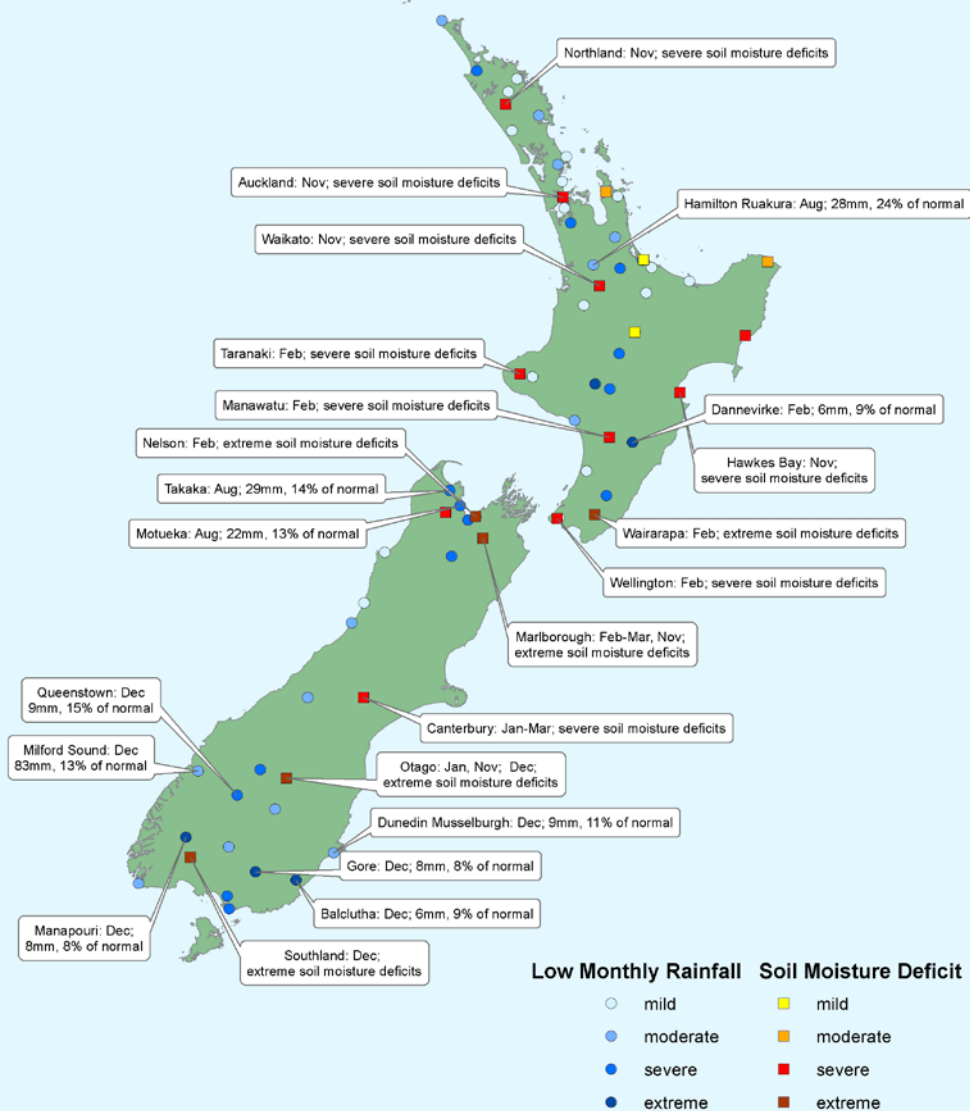 Northland: Nov; severe soil moisture deficits
Auckland: Nov; severe soil moisture deficits
Hamilton Ruakura: Aug; 28mm, 24% of normal
Waikato: Nov; severe soil moisture deficits
Taranaki: Feb; severe soil moisture deficits
Manawatu: Feb; severe soil moisture deficits
Dannevirke: Feb; 6mm, 9% of normal
Nelson: Feb; extreme soil moisture deficits
Hawkes Bay: Nov;
severe soil moisture deficits
Takaka: Aug; 29mm, 14% of normal
Motueka: Aug; 22mm, 13% of normal
Wairarapa: Feb; extreme soil moisture deficits
Wellington: Feb; severe soil moisture deficits
Marlborough: Feb-Mar, Nov;
extreme soil moisture deficits
Queenstown: Dec
9mm, 15% of normal
Canterbury: Jan-Mar; severe soil moisture deficits
Milford Sound: Dec
83mm, 13% of normal
Otago: Jan, Nov; Dec;
extreme soil moisture deficits
Dunedin Musselburgh: Dec; 9mm, 11% of normal
Gore: Dec; 8mm, 8% of normal
Balclutha: Dec; 6mm, 9% of normal
Manapouri: Dec;
8mm, 8% of normal
Southland: Dec;
extreme soil moisture deficits
Low Monthly Rainfall Soil Moisture Deficit
mild mild
moderate moderate
severe severe
extreme extreme